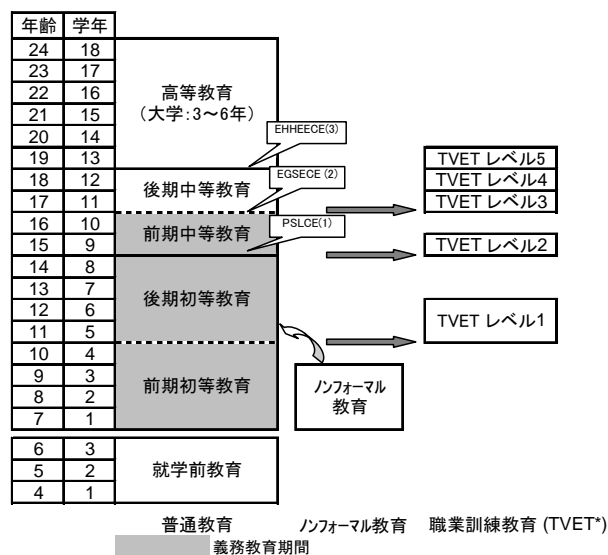 年齢 学年
24 18
23 17
22 16 高等教育
21 15 (大学:3~6年)
20 14 EHHEECE(3)
19 13 TVET レベル5
18 12 EGSECE (2) TVET レベル4
後期中等教育
17 11 TVET レベル3
16 10 PSLCE(1)
前期中等教育
15 9 TVET レベル2
14 8
13 7
後期初等教育
12 6
11 5 TVET レベル1
10 4
9 3 前期初等教育 ノンフォーマル
8 2 教育
7 1
6 3
5 2 就学前教育
4 1
普通教育 ノンフォーマル教育 職業訓練教育 (TVET*)
義務教育期間